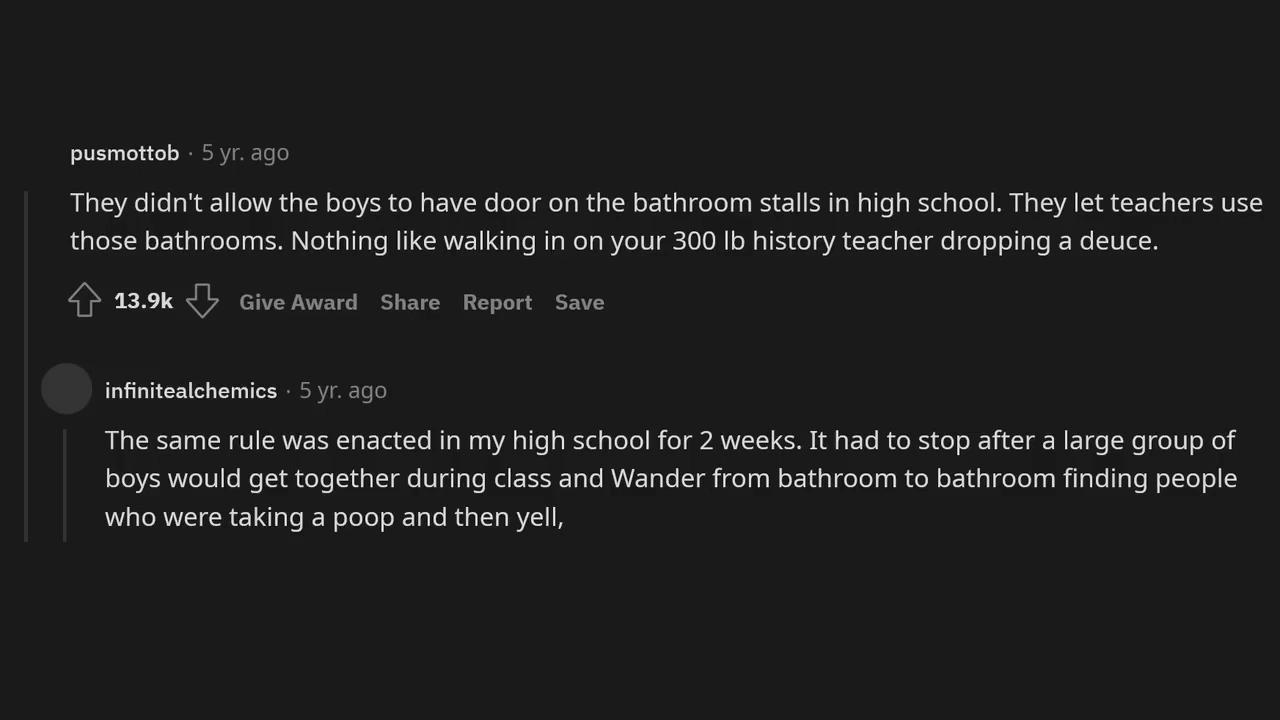 pusmottob · 5 yr. ago
They didn't allow the boys to have door on the bathroom stalls in high school. They let teachers use
those bathrooms. Nothing like walking in on your 300 lb history teacher dropping a deuce.
13.9k Give Award Share Report Save
infinitealchemics · 5 yr. ago
The same rule was enacted in my high school for 2 weeks. It had to stop after a large group of
boys would get together during class and Wander from bathroom to bathroom finding people
who were taking a poop and then yell,